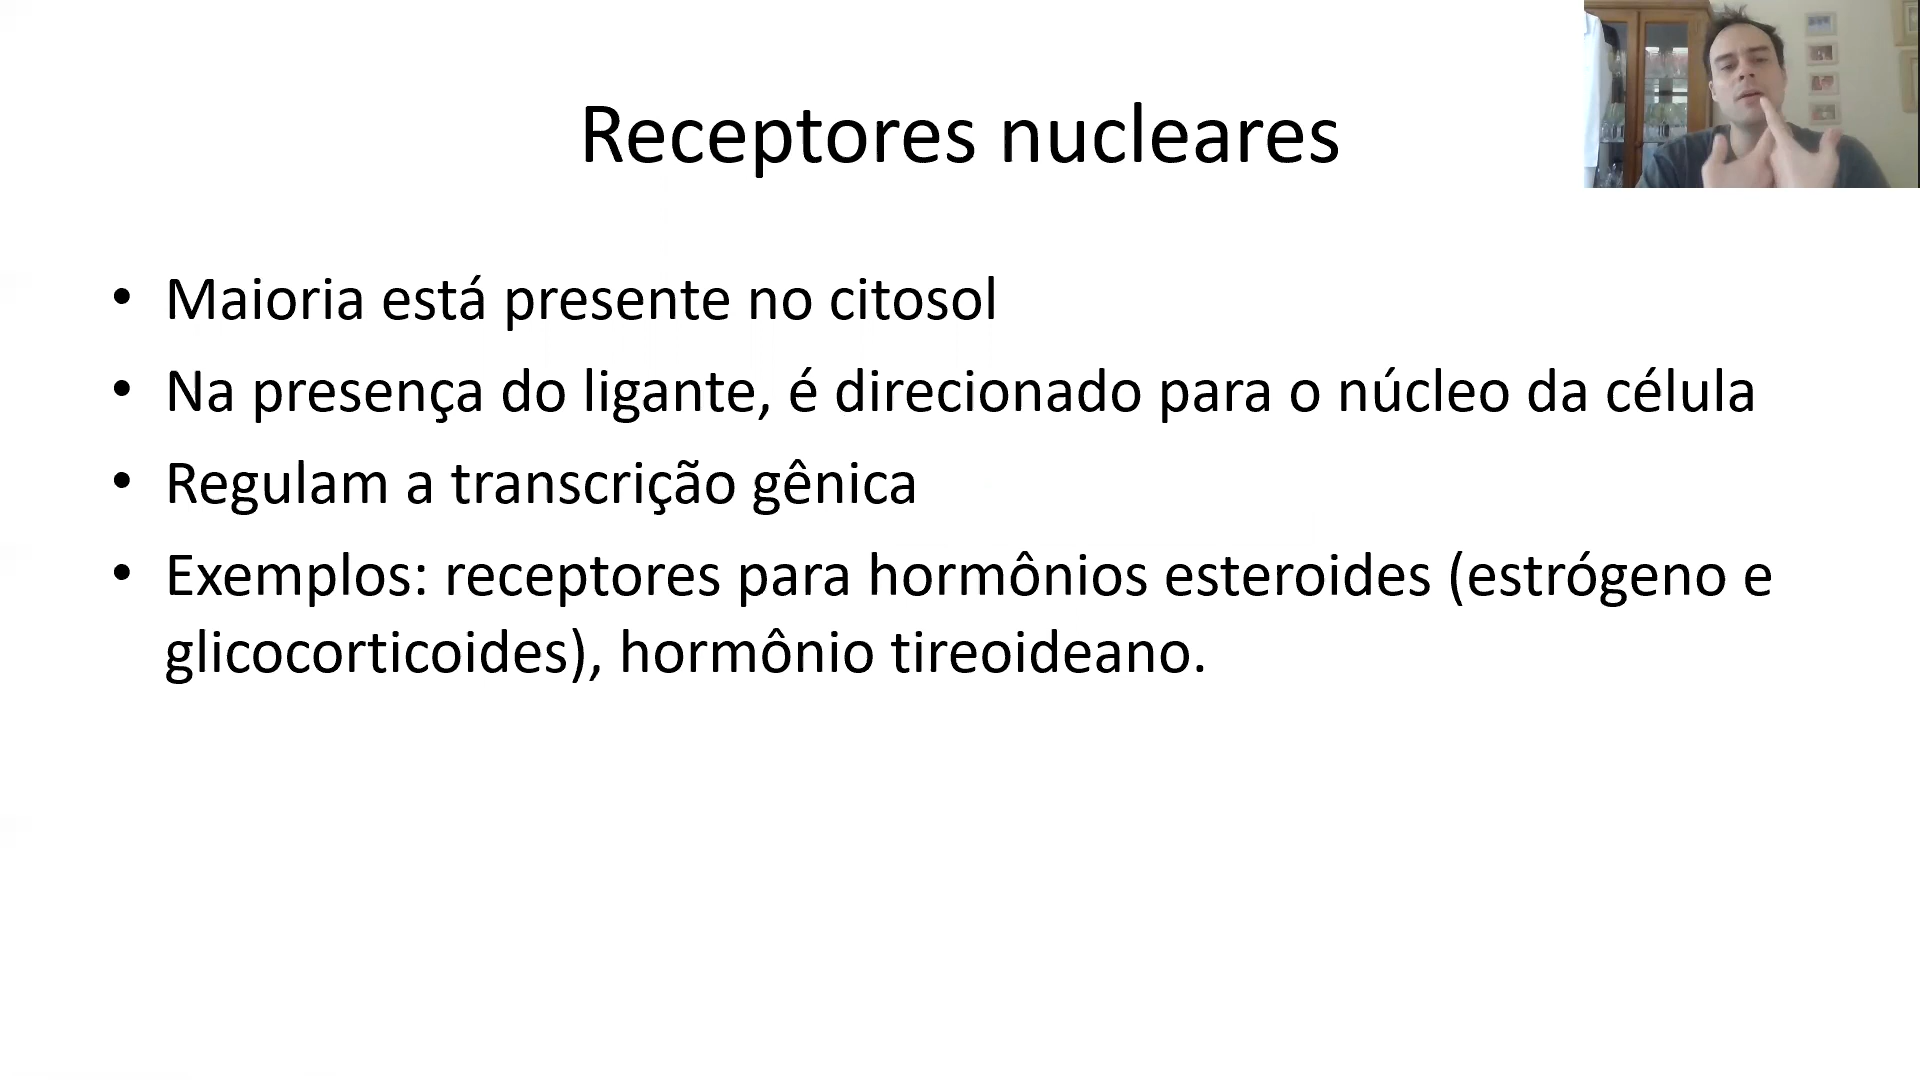 Receptores nucleares
• Maioria está presente no citosol
• Na presença do ligante, é direcionado para o núcleo da célula
• Regulam a transcrição gênica
• Exemplos: receptores para hormônios esteroides (estrógeno e
glicocorticoides), hormônio tireoideano.